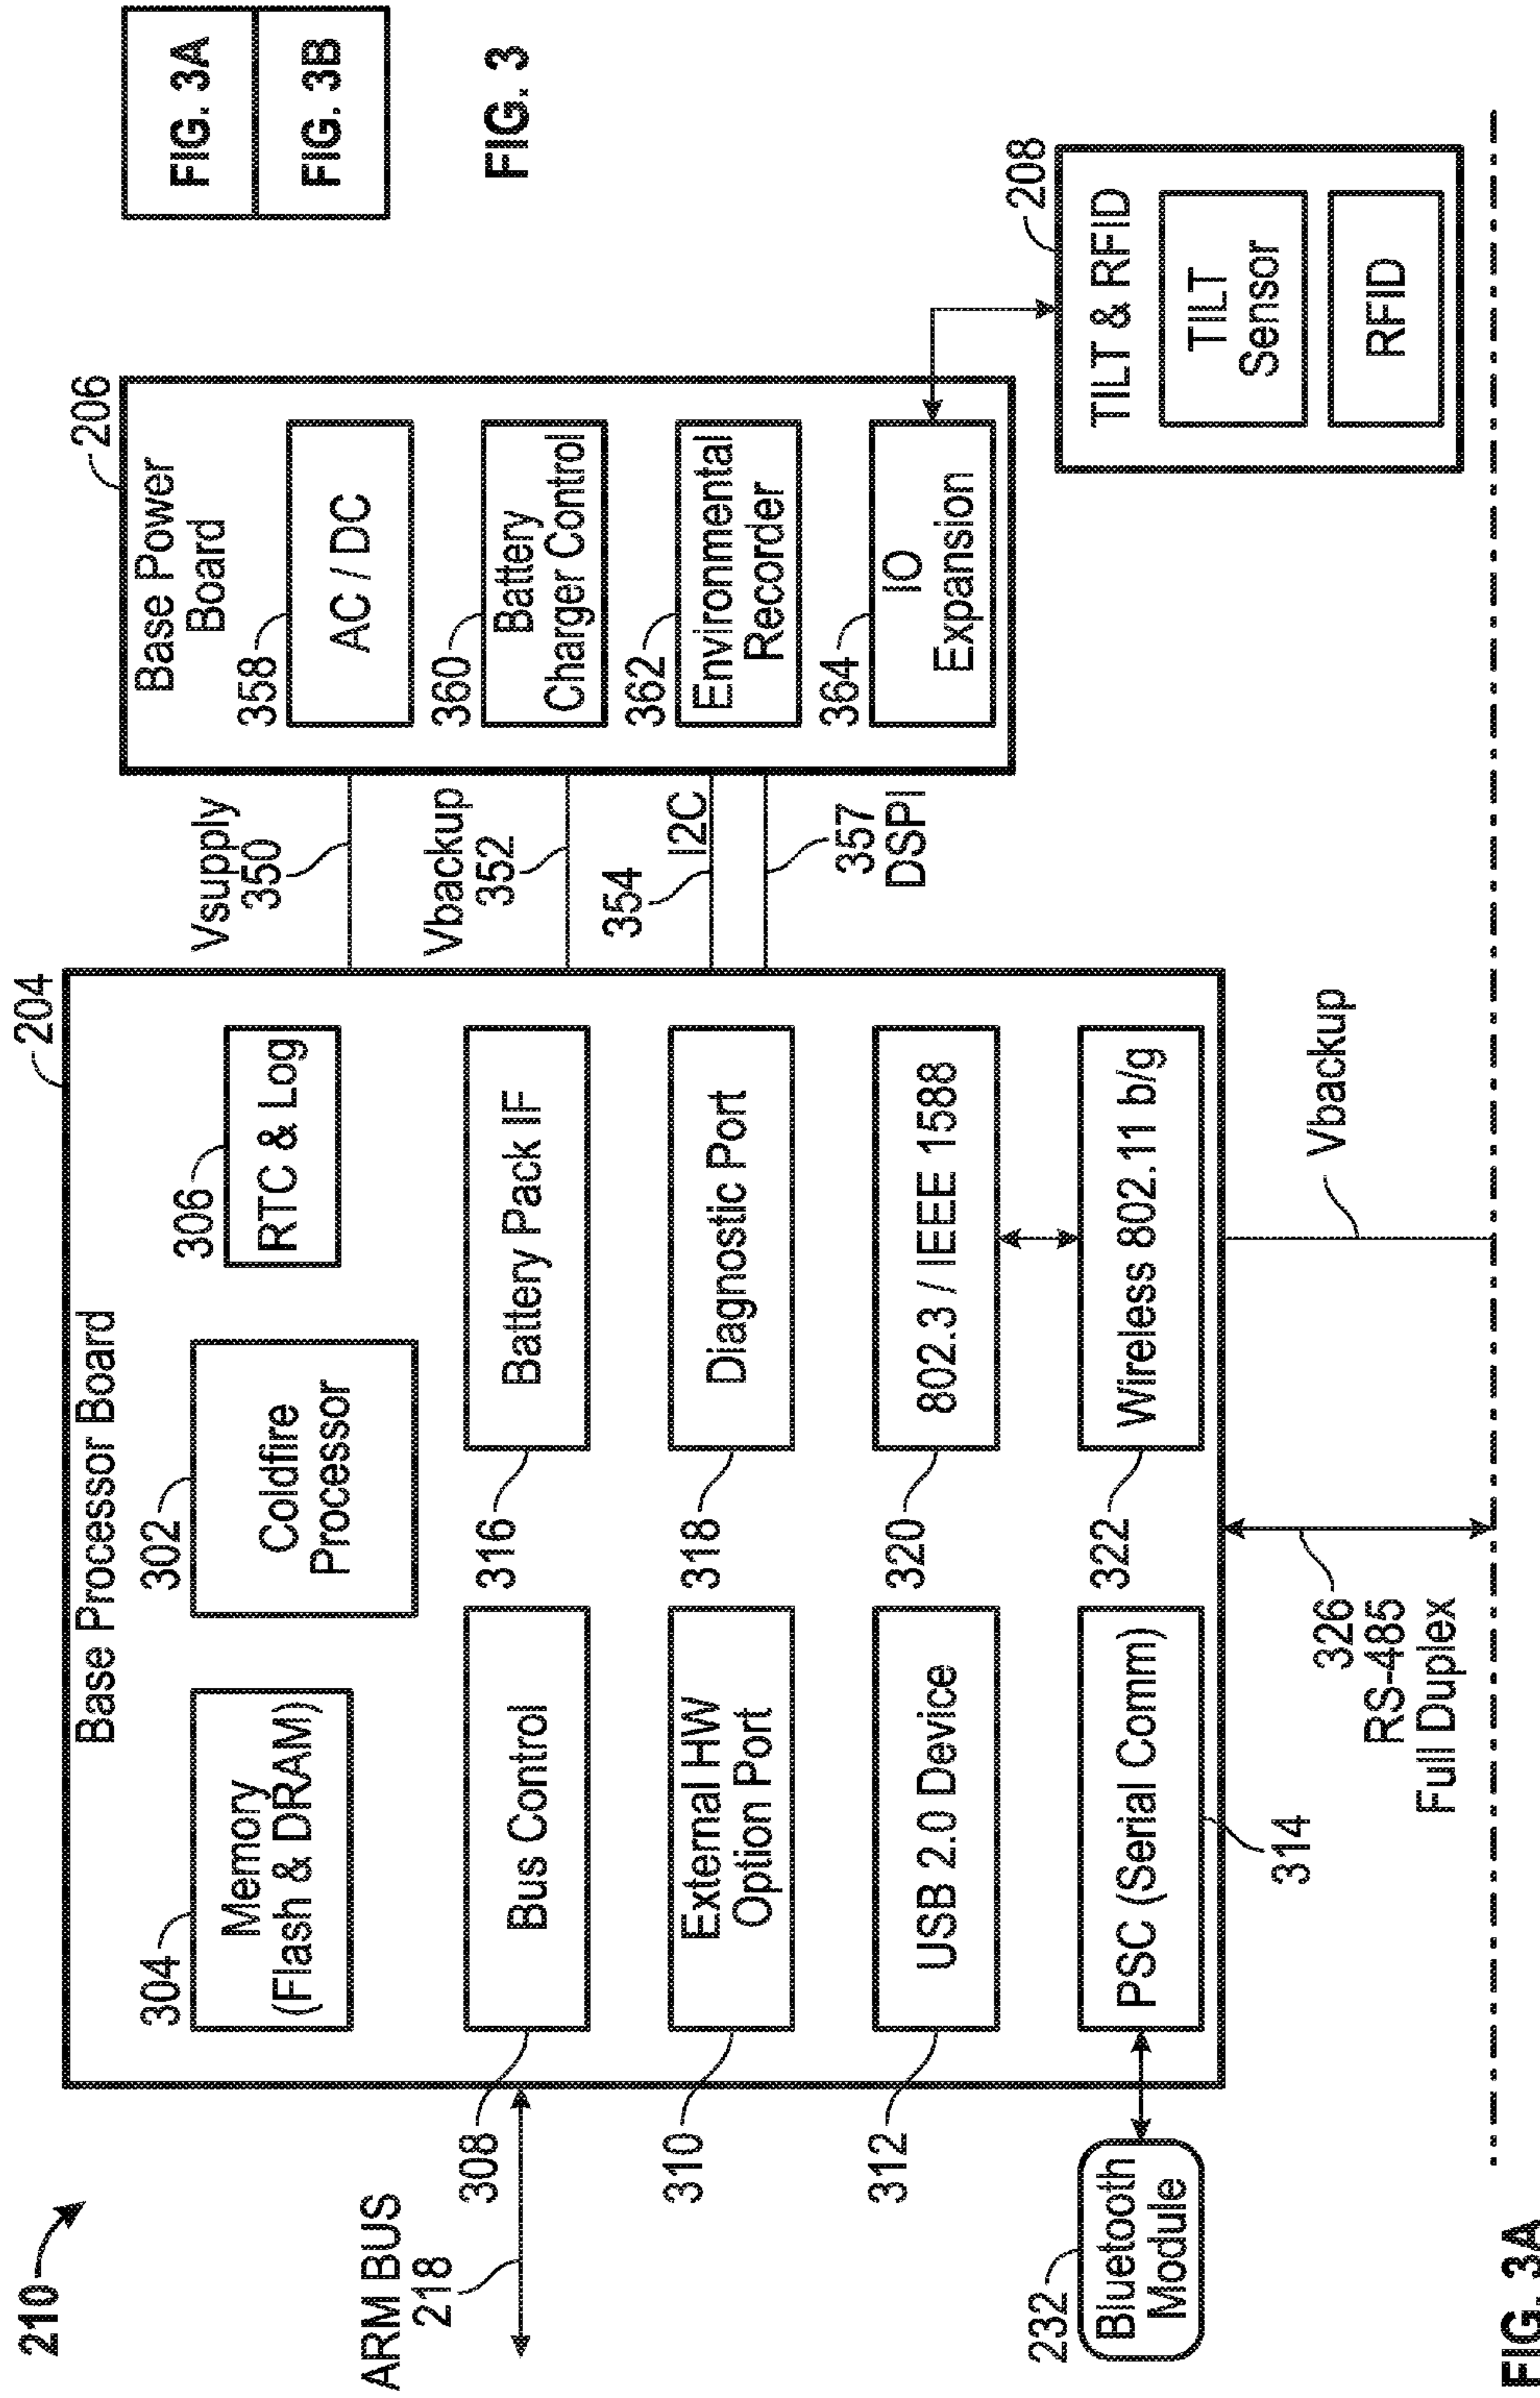 210
Base Processor Board
204
304
Memory
(Flash & DRAM)
302
Coldfire
Processor
306
RTC & Log
ARM BUS
218
308
Bus Control
316
Battery Pack IF
310
External HW
Option Port
318
Diagnostic Port
312
USB 2.0 Device
320
802.3 / IEEE 1588
232
Bluetooth
Module
PSC (Serial Comm)
314
322
Wireless 802.11 b/g
326
RS-485
Full Duplex
Vbackup
Vsupply
350
Vbackup
352
354
I2C
357
DSPI
206
Base Power
Board
358
AC / DC
360
Battery
Charger Control
362
Environmental
Recorder
364
IO
Expansion
208
TILT & RFID
TILT
Sensor
RFID
FIG. 3A
FIG. 3B
FIG. 3
FIG. 3A